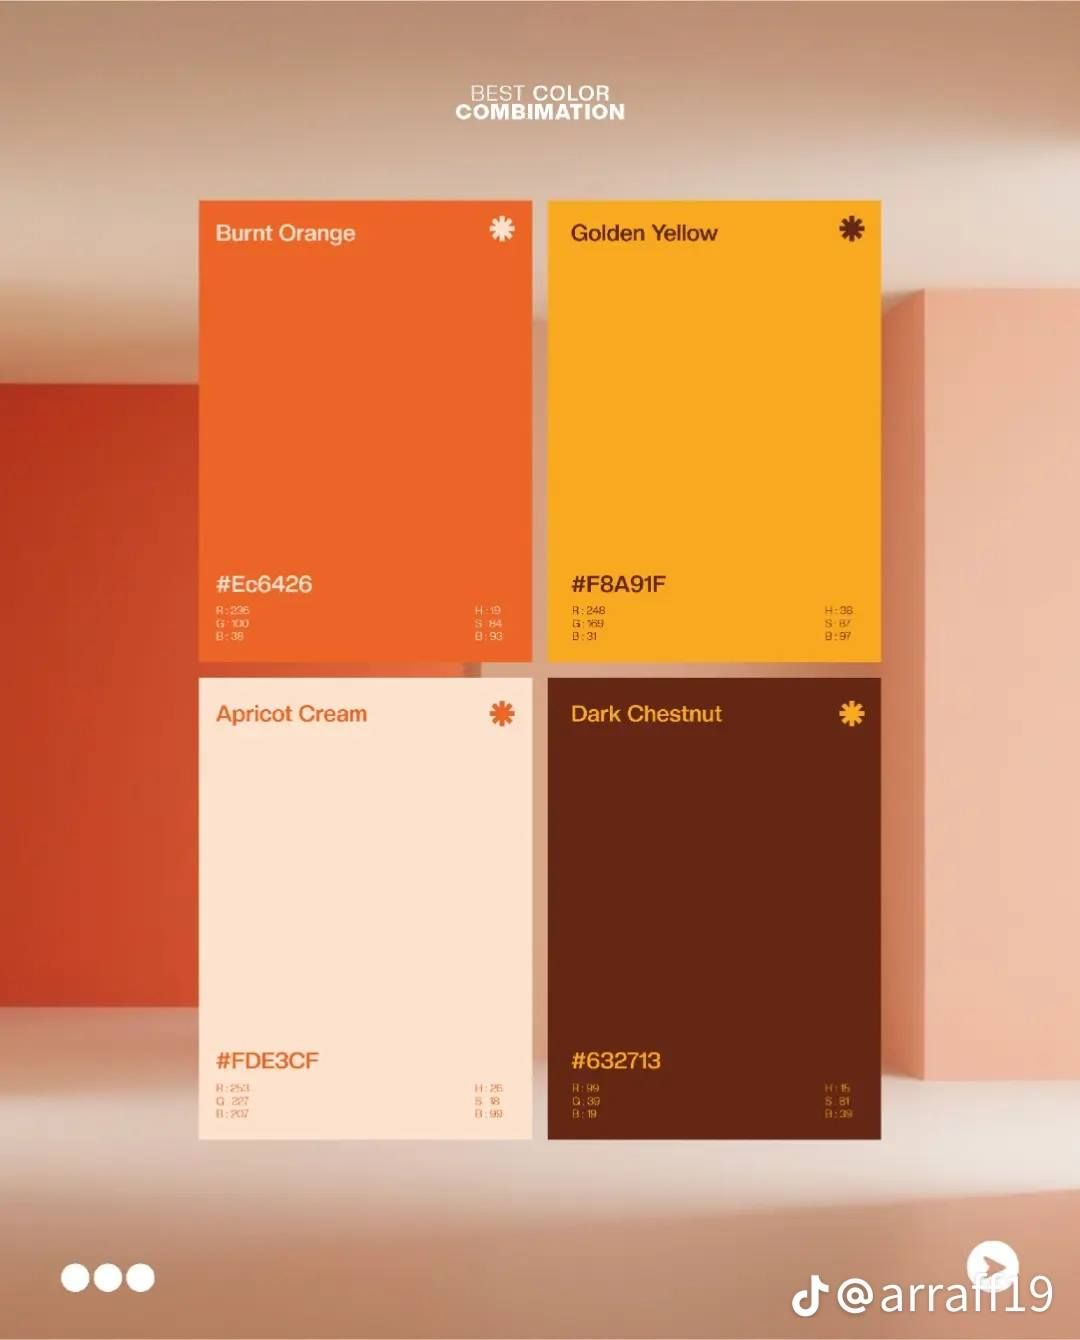 BEST COLOR
COMBIMATION
Burnt Orange
#Ec6426
R:236
G:100
B:38
H:19
S:84
B:93
Golden Yellow
#F8A91F
R:248
G:169
B:31
H:38
S:87
B:97
Apricot Cream
#FDE3CF
R:253
G:227
B:207
H:26
S:18
B:99
Dark Chestnut
#632713
R:99
G:39
B:19
H:15
S:81
B:39
@arraff19